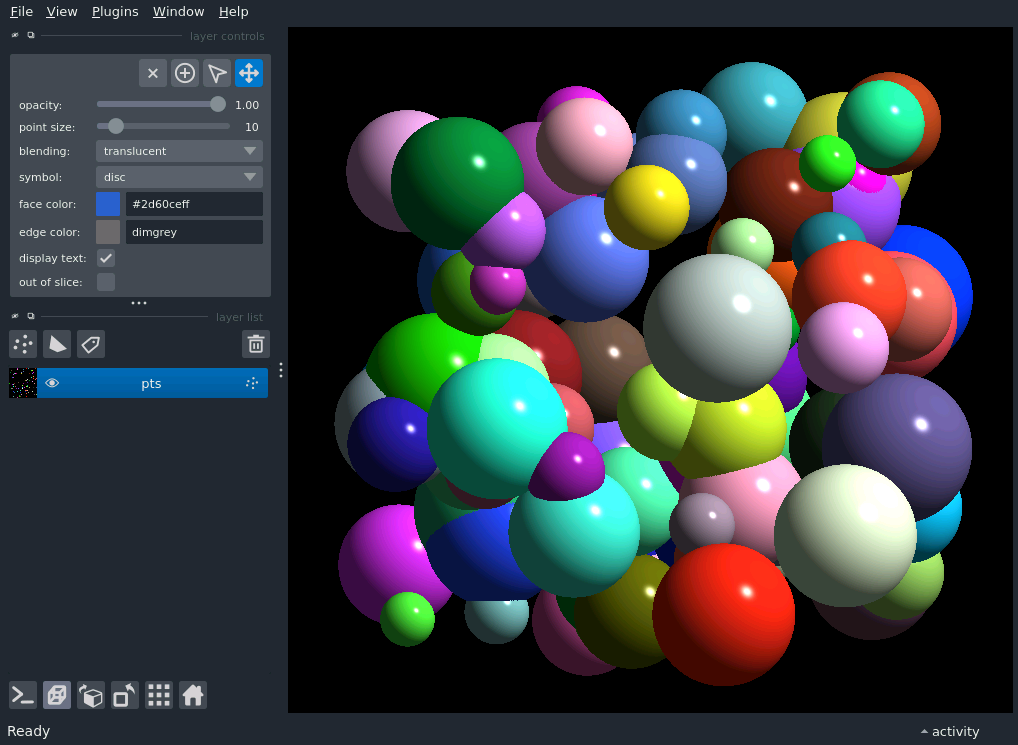 File View Plugins Window Help
layer controls
opacity: 1.00
point size: 10
blending: translucent
symbol: disc
face color: #2d60ceff
edge color: dimgrey
display text:
out of slice:
layer list
pts
Ready
activity